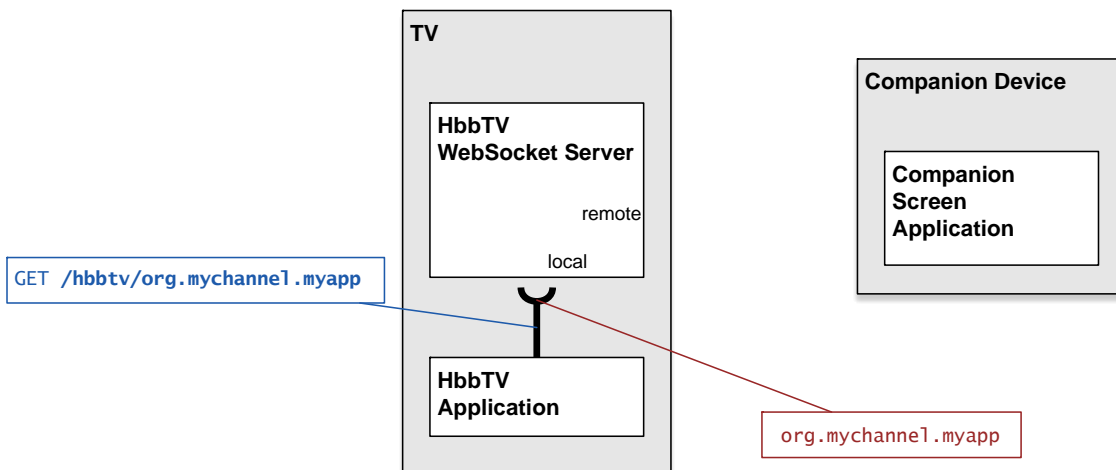 TV
HbbTV
WebSocket Server
remote
local
GET /hbbtv/org.mychannel.myapp
HbbTV
Application
org.mychannel.myapp
Companion Device
Companion
Screen
Application